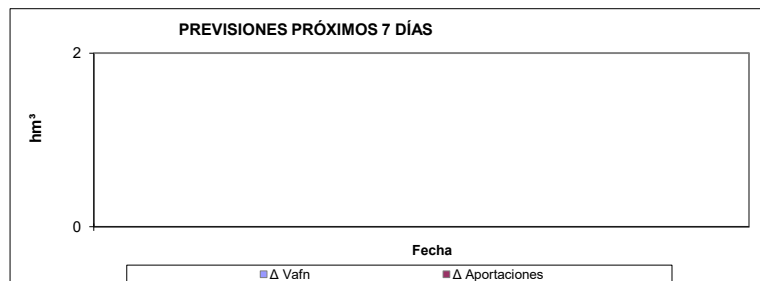 PREVISIONES PRÓXIMOS 7 DÍAS
2
hm³
0
Fecha
Δ Vafn Δ Aportaciones